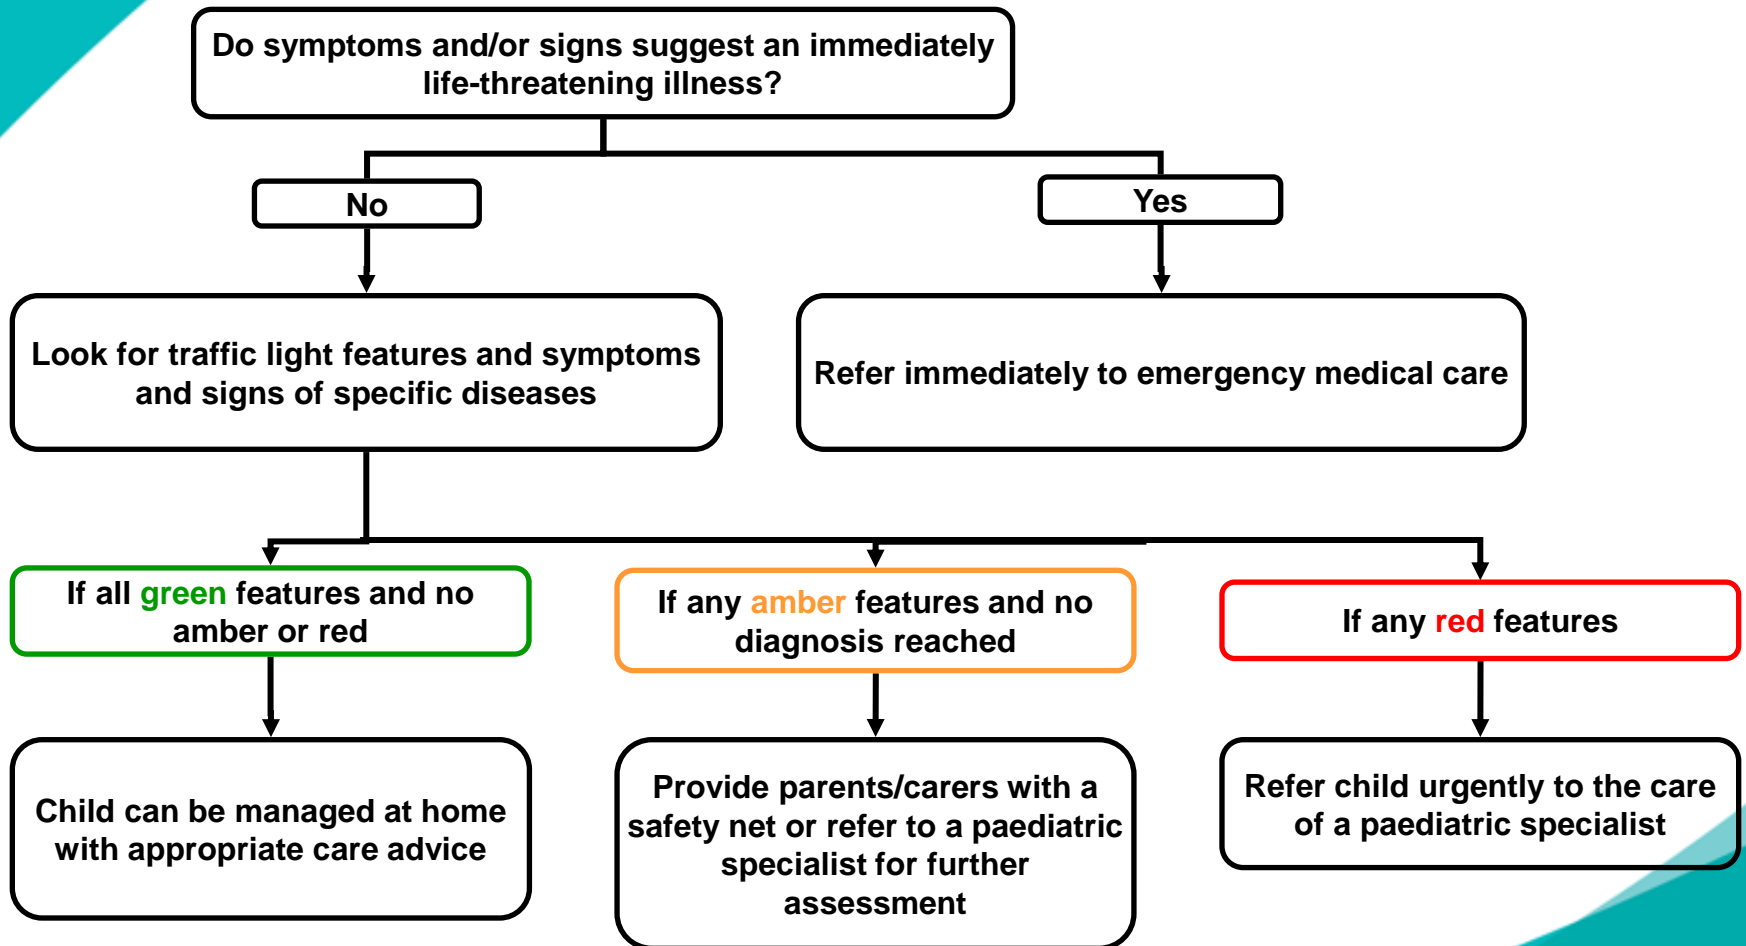 Do symptoms and/or signs suggest an immediately
life-threatening illness?
No
Yes
Look for traffic light features and symptoms
and signs of specific diseases
Refer immediately to emergency medical care
If all green features and no
amber or red
If any amber features and no
diagnosis reached
If any red features
Child can be managed at home
with appropriate care advice
Provide parents/carers with a
safety net or refer to a paediatric
specialist for further
assessment
Refer child urgently to the care
of a paediatric specialist